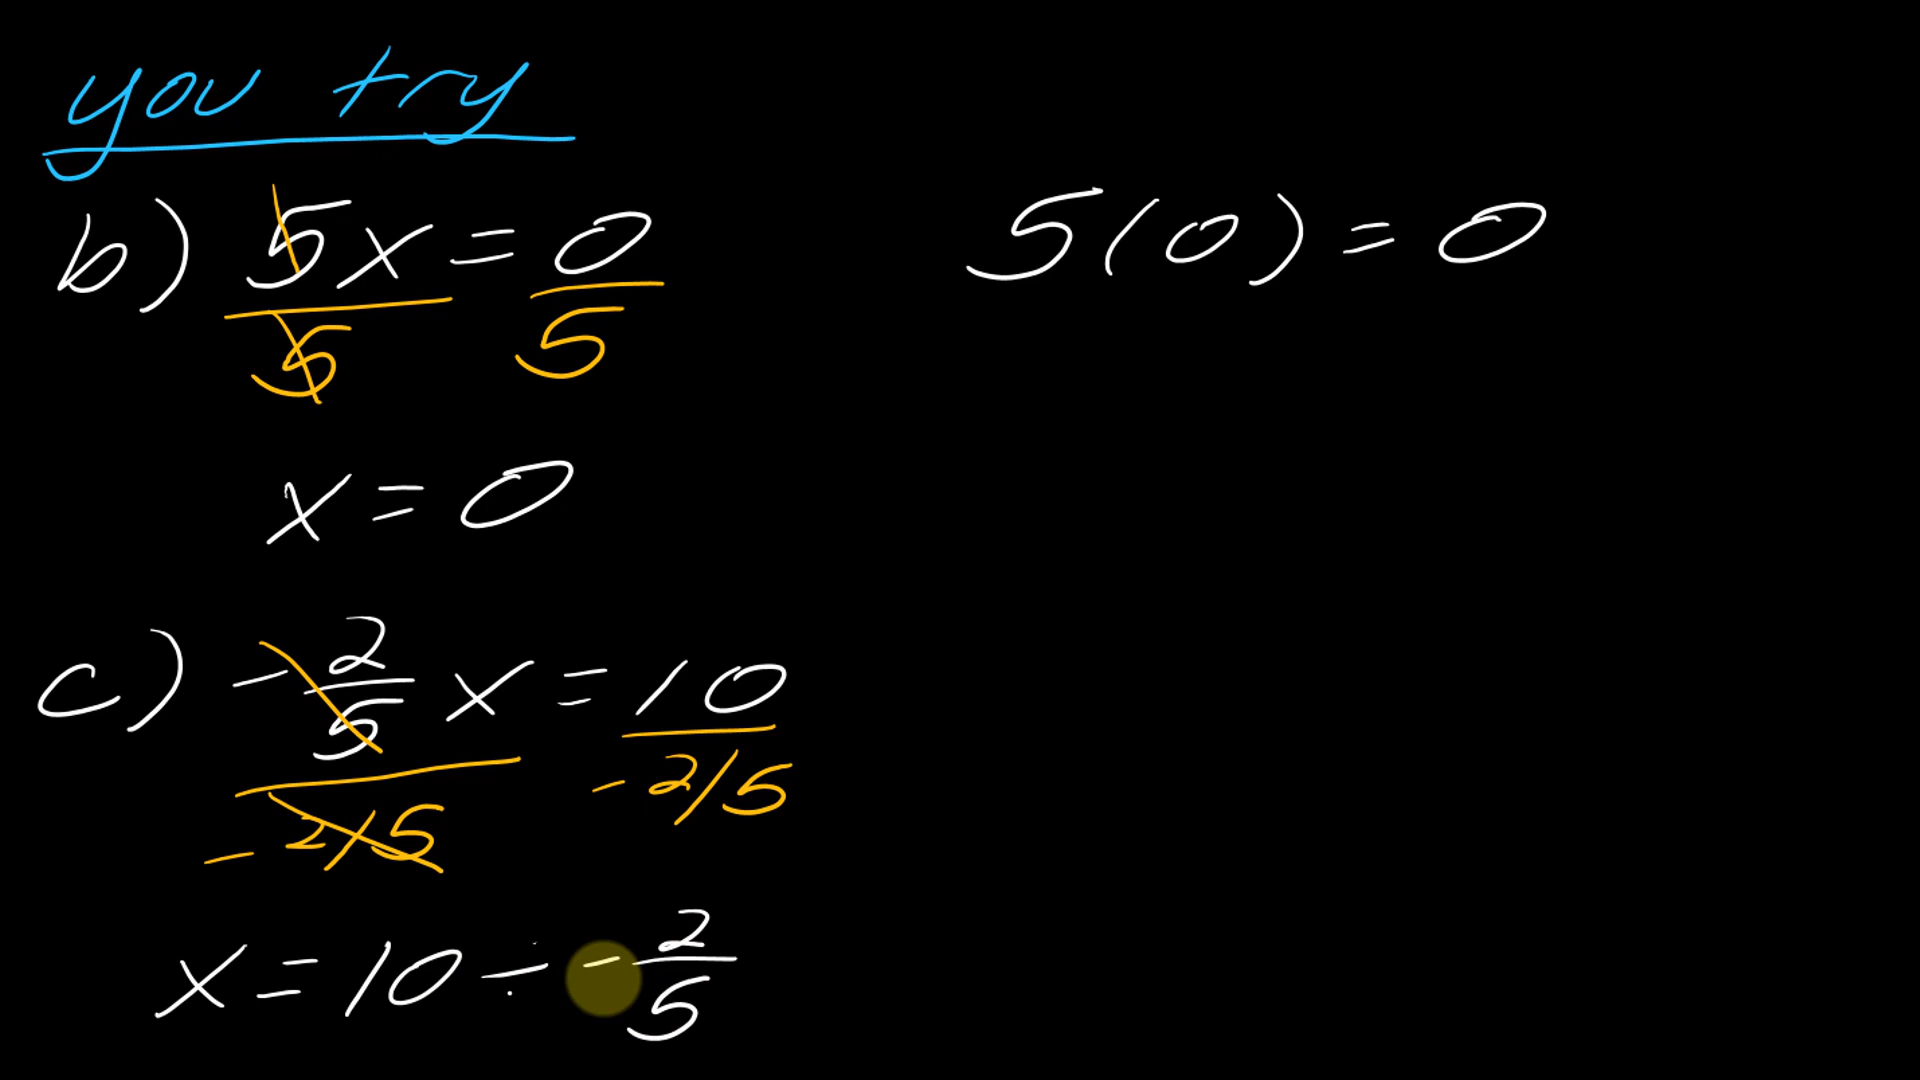 you try
b) 5x = 0
5 5
5(0) = 0
x = 0
c) -2/5 x = 10
-2/5 -2/5
x = 10 ÷ -2/5